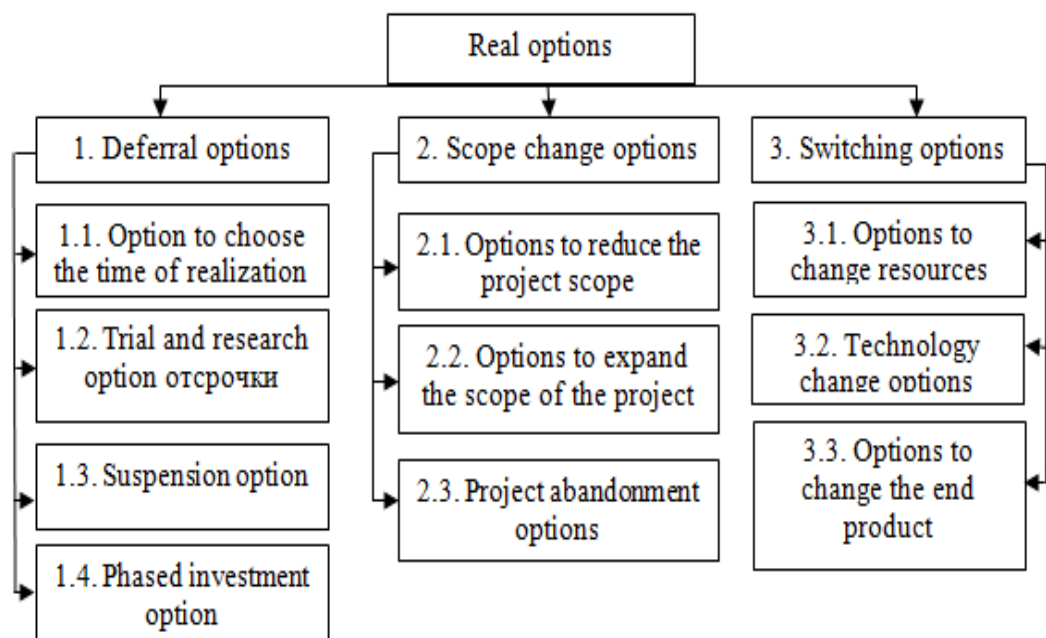 Real options
1. Deferral options
1.1. Option to choose
the time of realization
1.2. Trial and research
option отсрочки
1.3. Suspension option
1.4. Phased investment
option
2. Scope change options
2.1. Options to reduce the
project scope
2.2. Options to expand
the scope of the project
2.3. Project abandonment
options
3. Switching options
3.1. Options to
change resources
3.2. Technology
change options
3.3. Options to
change the end
product